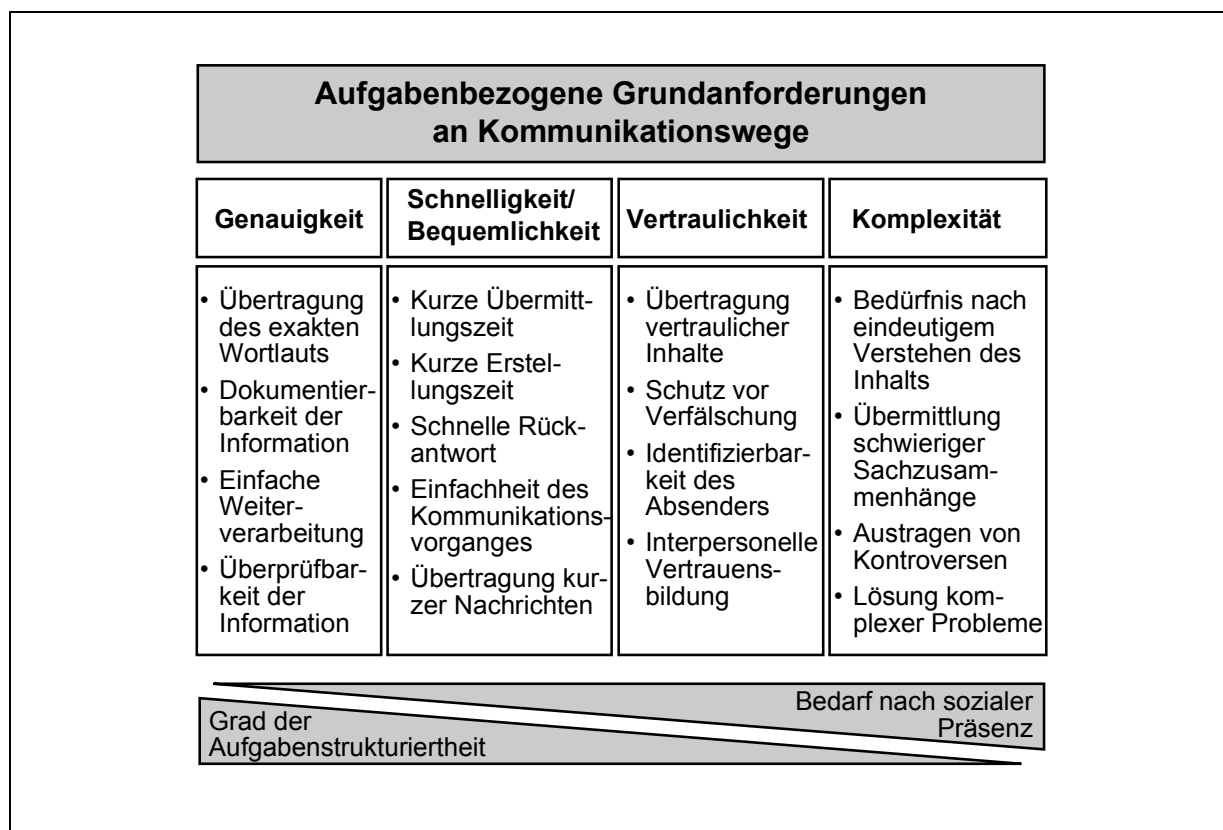 Aufgabenbezogene Grundanforderungen
an Kommunikationswege
Genauigkeit
Schnelligkeit/
Bequemlichkeit
Vertraulichkeit
Komplexität
• Übertragung
des exakten
Wortlauts
• Dokumentier-
barkeit der
Information
• Einfache
Weiter-
verarbeitung
• Überprüfbar-
keit der
Information
• Kurze Übermitt-
lungszeit
• Kurze Erstel-
lungszeit
• Schnelle Rück-
antwort
• Einfachheit des
Kommunikations-
vorganges
• Übertragung kur-
zer Nachrichten
• Übertragung
vertraulicher
Inhalte
• Schutz vor
Verfälschung
• Identifizierbar-
keit des
Absenders
• Interpersonelle
Vertrauens-
bildung
• Bedürfnis nach
eindeutigem
Verstehen des
Inhalts
• Übermittlung
schwieriger
Sachzusam-
menhänge
• Austragen von
Kontroversen
• Lösung kom-
plexer Probleme
Grad der
Aufgabenstrukturiertheit
Bedarf nach sozialer
Präsenz